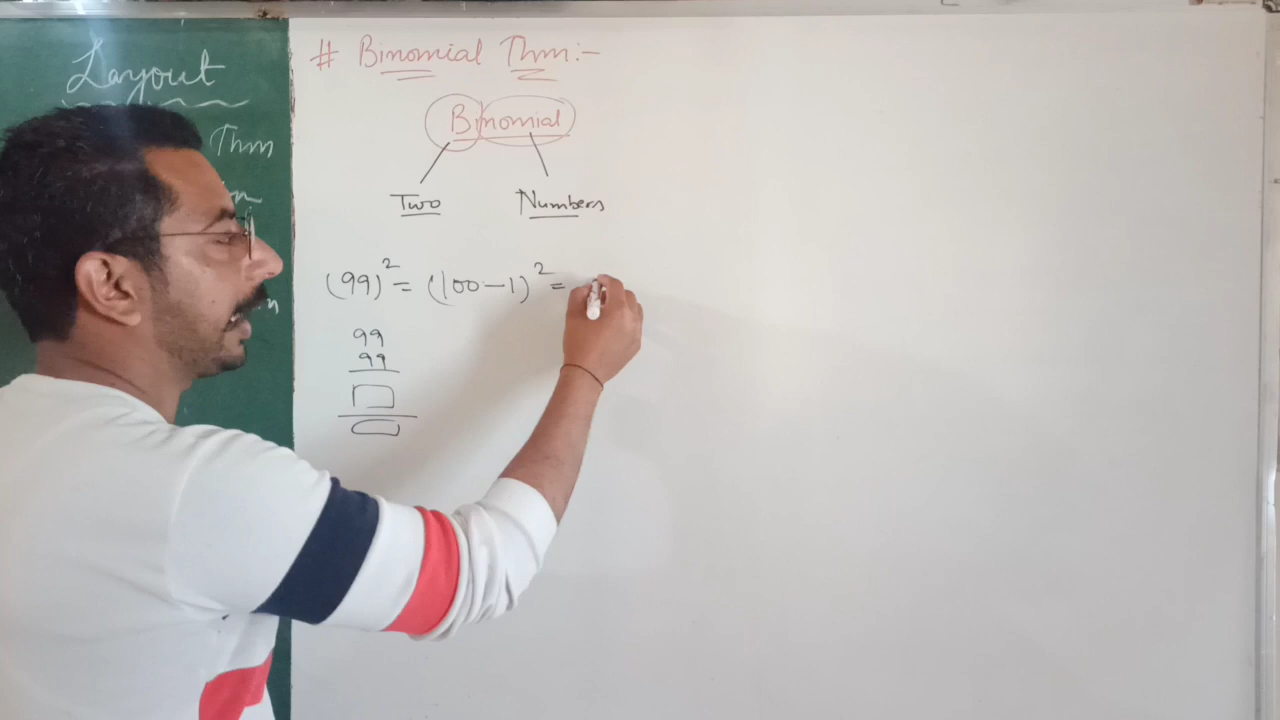 Layout
Thm
# Binomial Thm:-
Binomial
Two Numbers
(99)² = (100-1)² =
99
99